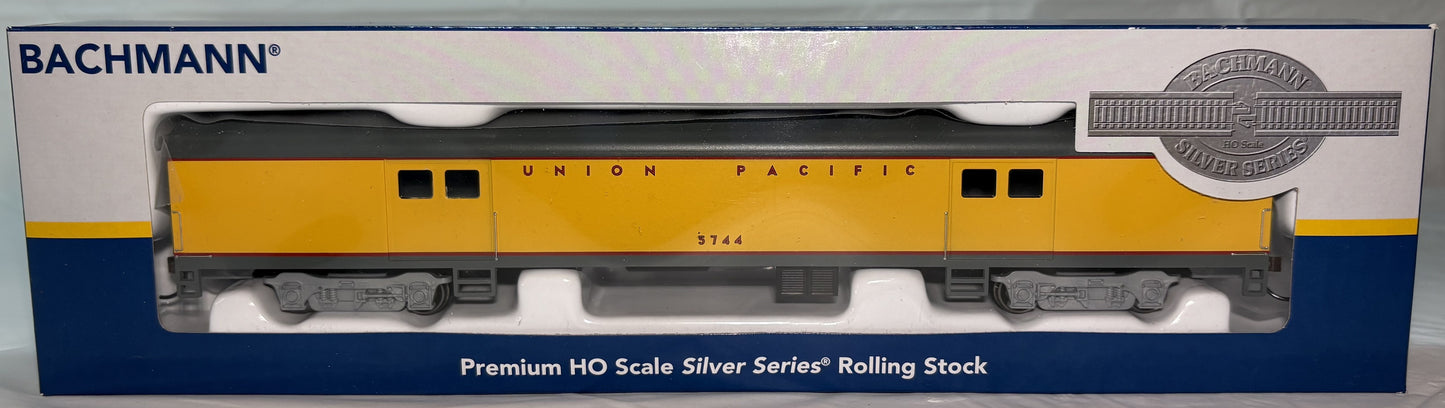 BACHMANN®
BACHMANN
HO Scale
SILVER SERIES
UNION PACIFIC
5744
Premium HO Scale Silver Series® Rolling Stock